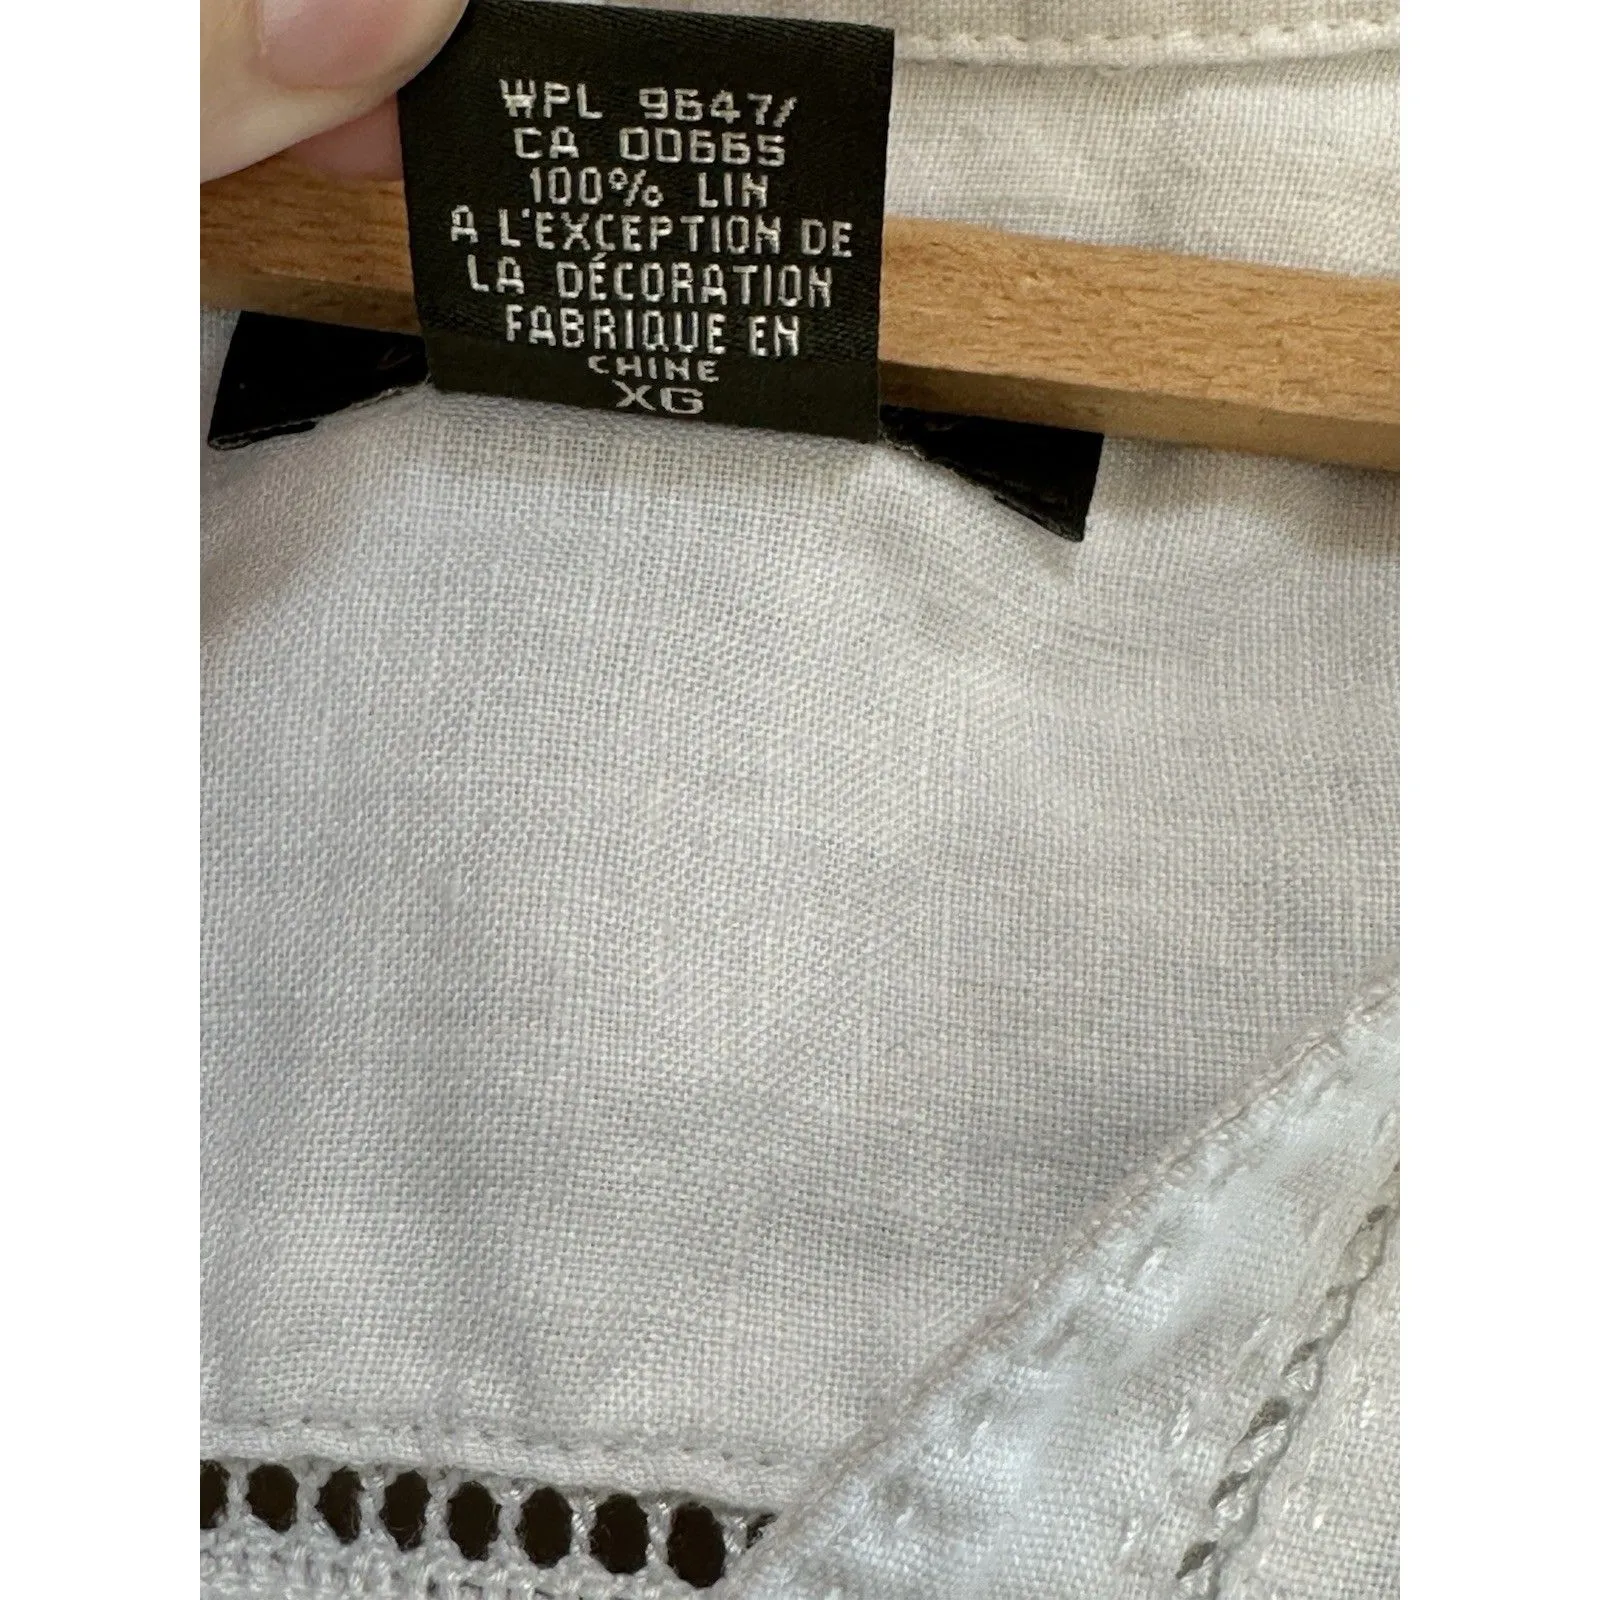 WPL 9647/
CA 00665
100% LIN
A L'EXCEPTION DE
LA DÉCORATION
FABRIQUE EN
CHINE
XG